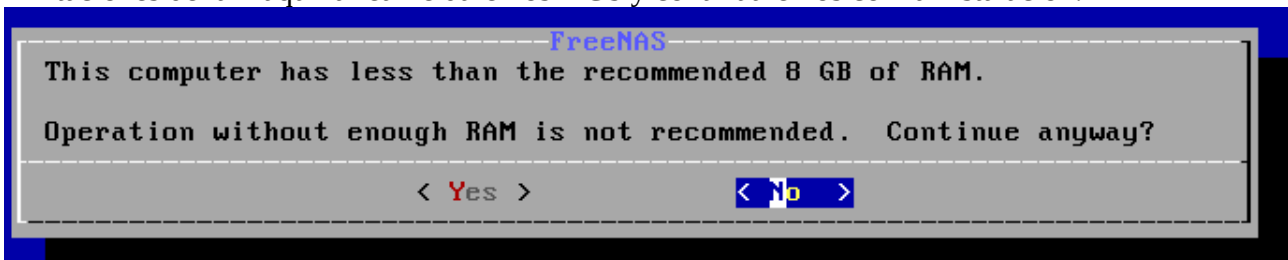 FreeNAS
This computer has less than the recommended 8 GB of RAM.
Operation without enough RAM is not recommended. Continue anyway?
< Yes > < No >